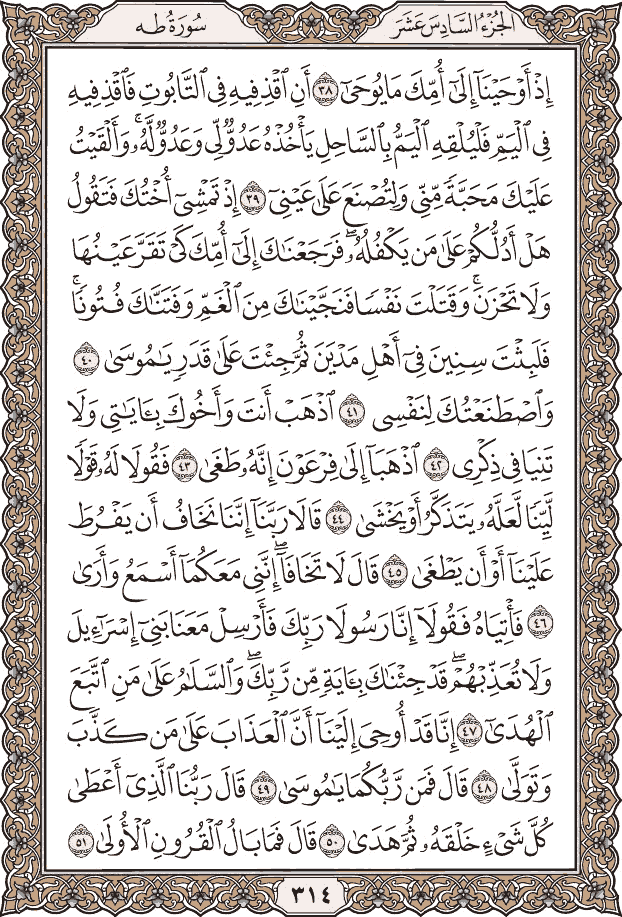 الجُزْءُ السَّادِسَ عَشَرَ
سُورَةُ طه
إِذْ أَوْحَيْنَآ إِلَىٰٓ أُمِّكَ مَا يُوحَىٰٓ ٣٨ أَنِ ٱقْذِفِيهِ فِى ٱلتَّابُوتِ فَٱقْذِفِيهِ
فِى ٱلْيَمِّ فَلْيُلْقِهِ ٱلْيَمُّ بِٱلسَّاحِلِ يَأْخُذْهُ عَدُوٌّ لِّى وَعَدُوٌّ لَّهُۥ ۚ وَأَلْقَيْتُ
عَلَيْكَ مَحَبَّةً مِّنِّى وَلِتُصْنَعَ عَلَىٰ عَيْنِىٓ ٣٩ إِذْ تَمْشِىٓ أُخْتُكَ فَتَقُولُ
هَلْ أَدُلُّكُمْ عَلَىٰ مَن يَكْفُلُهُۥ ۖ فَرَجَعْنَٰكَ إِلَىٰٓ أُمِّكَ كَىْ تَقَرَّ عَيْنُهَا
وَلَا تَحْزَنَ ۚ وَقَتَلْتَ نَفْسًا فَنَجَّيْنَٰكَ مِنَ ٱلْغَمِّ وَفَتَنَّٰكَ فُتُونًا ۚ
فَلَبِثْتَ سِنِينَ فِىٓ أَهْلِ مَدْيَنَ ثُمَّ جِئْتَ عَلَىٰ قَدَرٍ يَٰمُوسَىٰ ٤٠
وَٱصْطَنَعْتُكَ لِنَفْسِى ٤١ ٱذْهَبْ أَنتَ وَأَخُوكَ بِـَٔايَٰتِى وَلَا
تَنِيَا فِى ذِكْرِى ٤٢ ٱذْهَبَآ إِلَىٰ فِرْعَوْنَ إِنَّهُۥ طَغَىٰ ٤٣ فَقُولَا لَهُۥ قَوْلًا
لَّيِّنًا لَّعَلَّهُۥ يَتَذَكَّرُ أَوْ يَخْشَىٰ ٤٤ قَالَا رَبَّنَآ إِنَّنَا نَخَافُ أَن يَفْرُطَ
عَلَيْنَآ أَوْ أَن يَطْغَىٰ ٤٥ قَالَ لَا تَخَافَآ ۖ إِنَّنِى مَعَكُمَآ أَسْمَعُ وَأَرَىٰ
٤٦ فَأْتِيَاهُ فَقُولَآ إِنَّا رَسُولَا رَبِّكَ فَأَرْسِلْ مَعَنَا بَنِىٓ إِسْرَٰٓءِيلَ
وَلَا تُعَذِّبْهُمْ ۖ قَدْ جِئْنَٰكَ بِـَٔايَةٍ مِّن رَّبِّكَ ۖ وَٱلسَّلَٰمُ عَلَىٰ مَنِ ٱتَّبَعَ
ٱلْهُدَىٰٓ ٤٧ إِنَّا قَدْ أُوحِىَ إِلَيْنَآ أَنَّ ٱلْعَذَابَ عَلَىٰ مَن كَذَّبَ
وَتَوَلَّىٰ ٤٨ قَالَ فَمَن رَّبُّكُمَا يَٰمُوسَىٰ ٤٩ قَالَ رَبُّنَا ٱلَّذِىٓ أَعْطَىٰ
كُلَّ شَىْءٍ خَلْقَهُۥ ثُمَّ هَدَىٰ ٥٠ قَالَ فَمَا بَالُ ٱلْقُرُونِ ٱلْأُولَىٰ ٥١
٣١٤